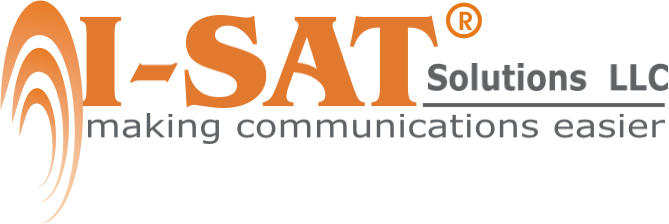 I-SAT®
Solutions LLC
making communications easier